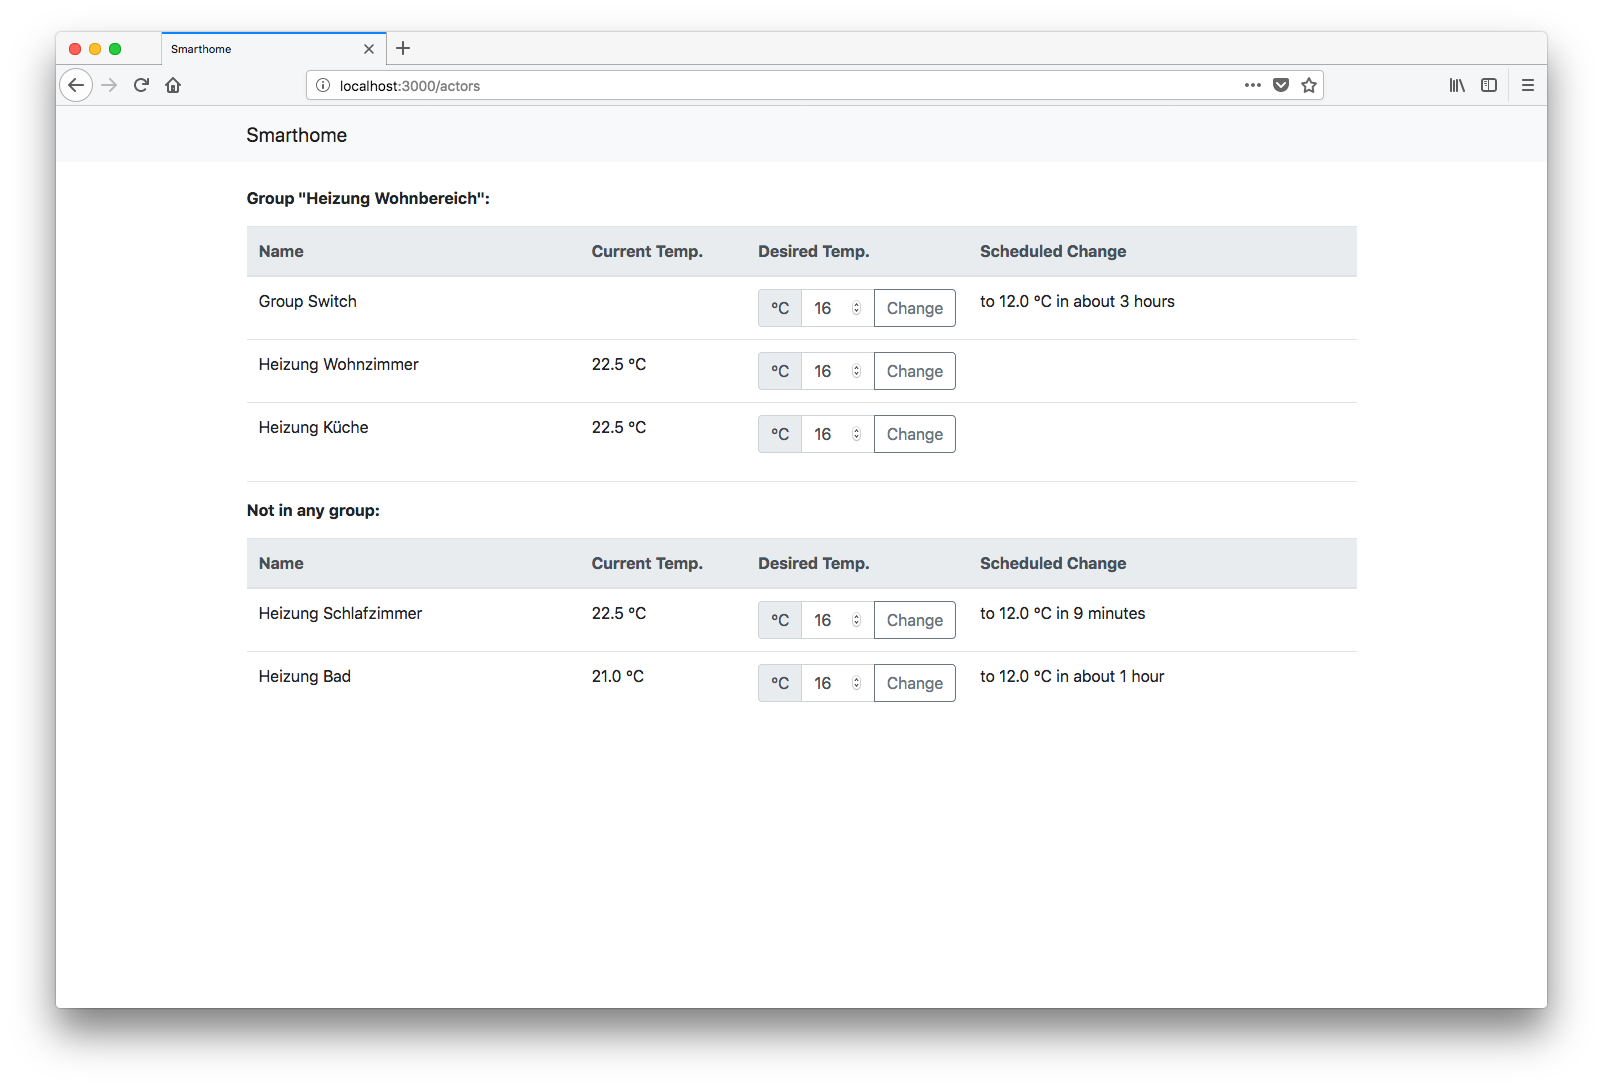 Smarthome
localhost:3000/actors
Smarthome
Group "Heizung Wohnbereich":
Name Current Temp. Desired Temp. Scheduled Change
Group Switch °C 16 Change to 12.0 °C in about 3 hours
Heizung Wohnzimmer 22.5 °C °C 16 Change
Heizung Küche 22.5 °C °C 16 Change
Not in any group:
Name Current Temp. Desired Temp. Scheduled Change
Heizung Schlafzimmer 22.5 °C °C 16 Change to 12.0 °C in 9 minutes
Heizung Bad 21.0 °C °C 16 Change to 12.0 °C in about 1 hour